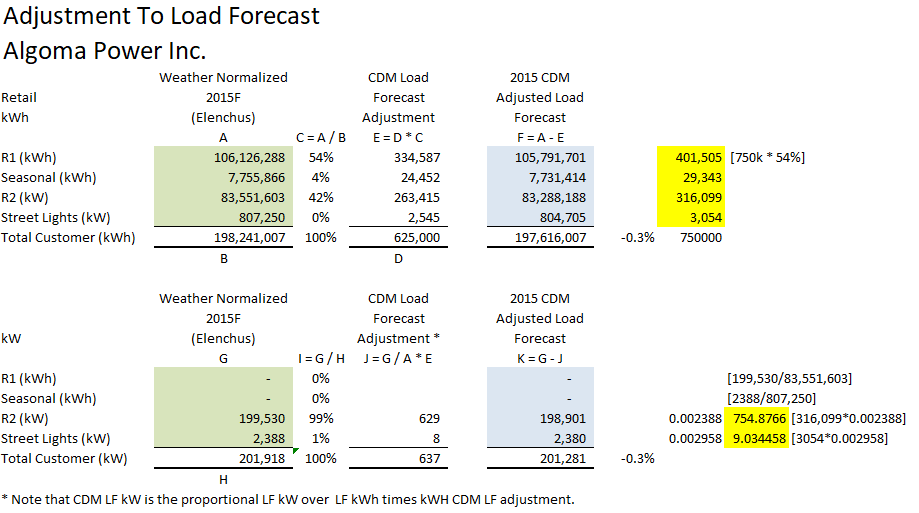 Adjustment To Load Forecast
Algoma Power Inc.
Weather Normalized CDM Load 2015 CDM
Retail 2015F Forecast Adjusted Load
kWh (Elenchus) Adjustment Forecast
A C = A / B E = D * C F = A - E
R1 (kWh) 106,126,288 54% 334,587 105,791,701 401,505 [750k * 54%]
Seasonal (kWh) 7,755,866 4% 24,452 7,731,414 29,343
R2 (kWh) 83,551,603 42% 263,415 83,288,188 316,099
Street Lights (kW) 807,250 0% 2,545 804,705 3,054
Total Customer (kWh) 198,241,007 100% 625,000 197,616,007 -0.3% 750000
B D
Weather Normalized CDM Load 2015 CDM
2015F Forecast Adjusted Load
kW (Elenchus) Adjustment * Forecast
G I = G / H J = G / A * E K = G - J
R1 (kWh) - 0% - [199,530/83,551,603]
Seasonal (kWh) - 0% - [2388/807,250]
R2 (kW) 199,530 99% 629 198,901 0.002388 754.8766 [316,099*0.002388]
Street Lights (kW) 2,388 1% 8 2,380 0.002958 9.034458 [3054*0.002958]
Total Customer (kW) 201,918 100% 637 201,281 -0.3%
H
* Note that CDM LF kW is the proportional LF kW over LF kWh times kWH CDM LF adjustment.